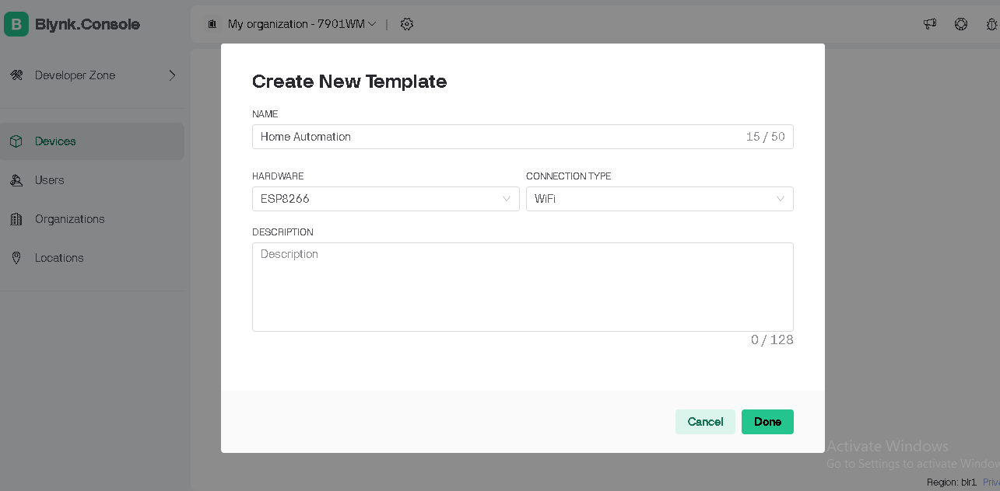 B Blynk.Console
My organization - 7901WM |
Developer Zone
Devices
Users
Organizations
Locations
Create New Template
NAME
Home Automation 15 / 50
HARDWARE CONNECTION TYPE
ESP8266 WiFi
DESCRIPTION
Description
0 / 128
Cancel Done
Activate Windows
Go to Settings to activate Window
Region: blr1 Priv